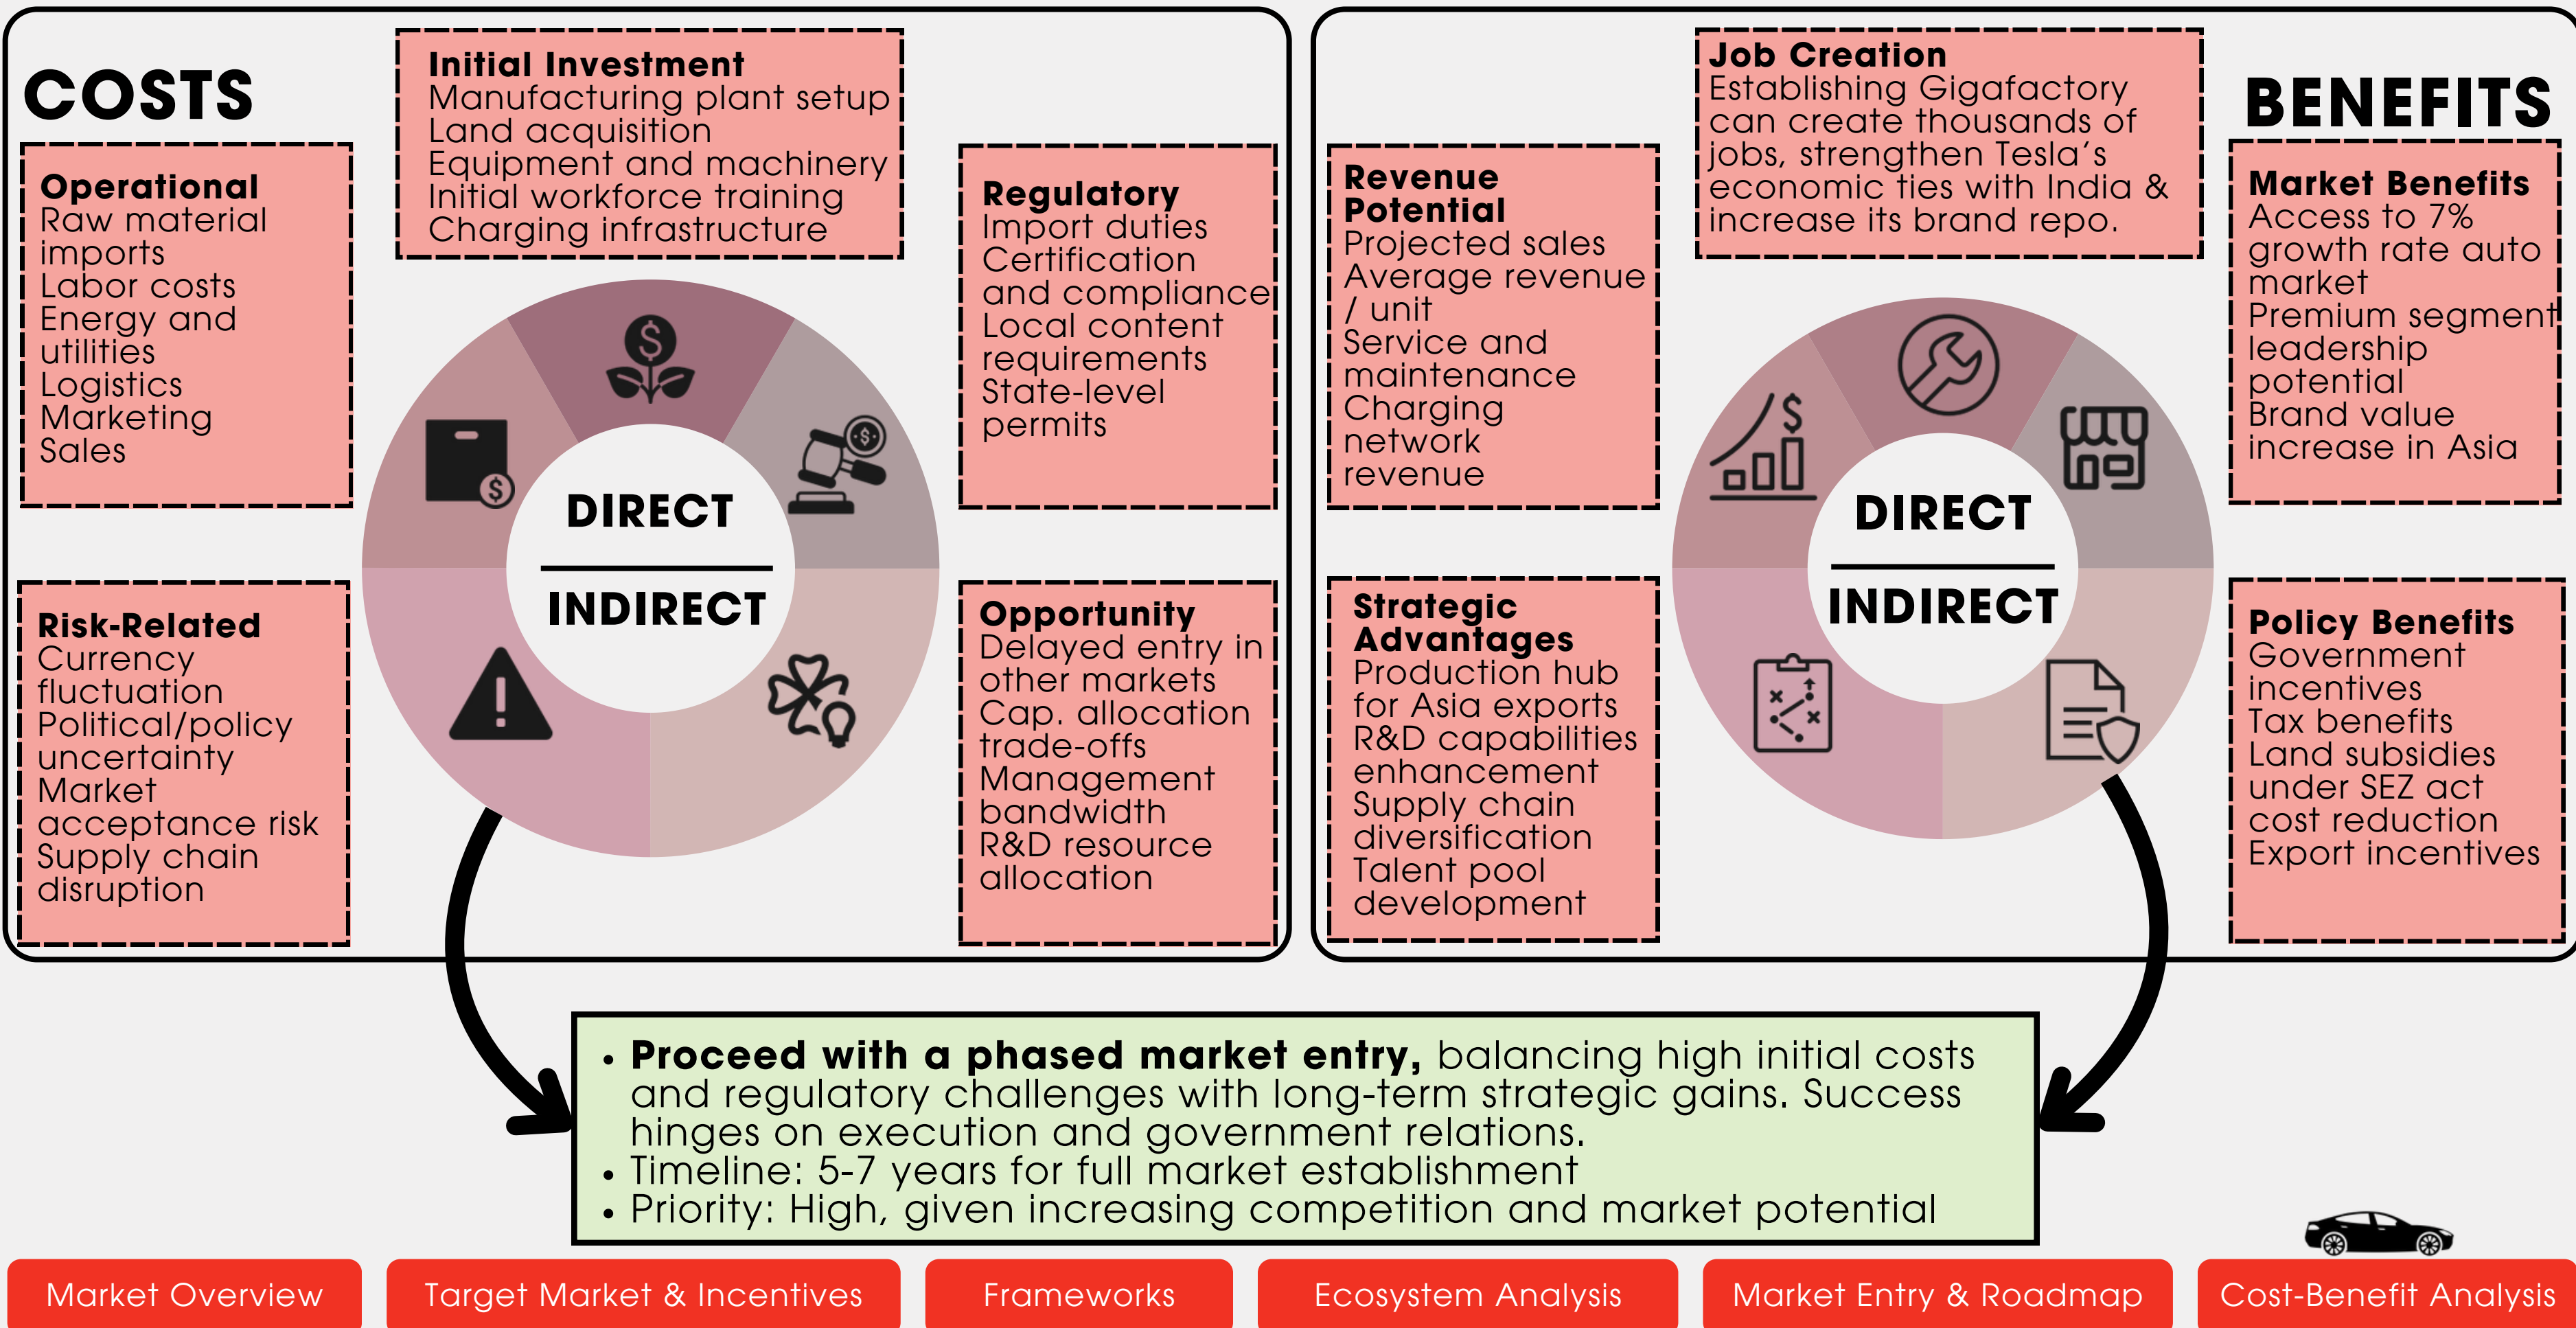 COSTS
Initial Investment
Manufacturing plant setup
Land acquisition
Equipment and machinery
Initial workforce training
Charging infrastructure
Operational
Raw material
imports
Labor costs
Energy and
utilities
Logistics
Marketing
Sales
Regulatory
Import duties
Certification
and compliance
Local content
requirements
State-level
permits
DIRECT
INDIRECT
Risk-Related
Currency
fluctuation
Political/policy
uncertainty
Market
acceptance risk
Supply chain
disruption
Opportunity
Delayed entry in
other markets
Cap. allocation
trade-offs
Management
bandwidth
R&D resource
allocation
BENEFITS
Job Creation
Establishing Gigafactory
can create thousands of
jobs, strengthen Tesla's
economic ties with India &
increase its brand repo.
Revenue
Potential
Projected sales
Average revenue
/ unit
Service and
maintenance
Charging
network
revenue
Market Benefits
Access to 7%
growth rate auto
market
Premium segment
leadership
potential
Brand value
increase in Asia
DIRECT
INDIRECT
Strategic
Advantages
Production hub
for Asia exports
R&D capabilities
enhancement
Supply chain
diversification
Talent pool
development
Policy Benefits
Government
incentives
Tax benefits
Land subsidies
under SEZ act
cost reduction
Export incentives
• Proceed with a phased market entry, balancing high initial costs
and regulatory challenges with long-term strategic gains. Success
hinges on execution and government relations.
• Timeline: 5-7 years for full market establishment
• Priority: High, given increasing competition and market potential
Market Overview
Target Market & Incentives
Frameworks
Ecosystem Analysis
Market Entry & Roadmap
Cost-Benefit Analysis